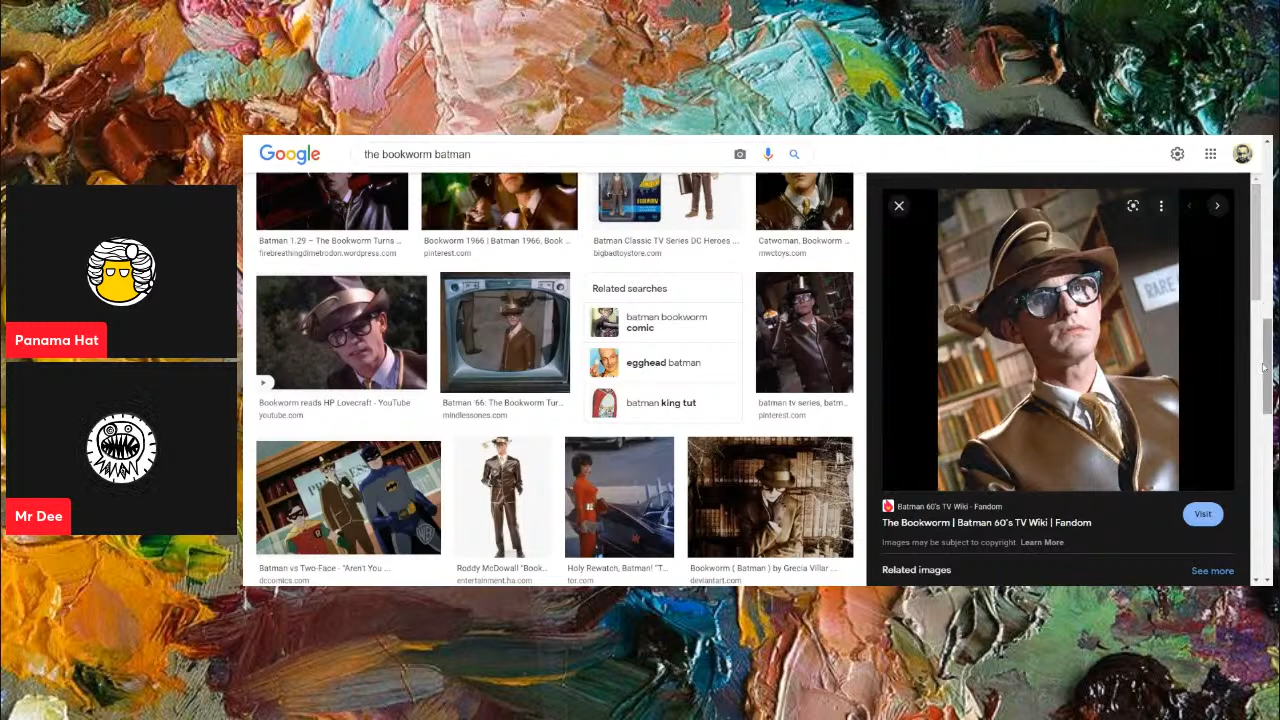 Google
the bookworm batman
Batman 1.29 – The Bookworm Turns ...
firebreathingdimetrodon.wordpress.com
Bookworm 1966 | Batman 1966, Book ...
pinterest.com
Batman Classic TV Series DC Heroes ...
bigbadtoystore.com
Catwoman, Bookworm ...
mwctoys.com
Related searches
batman bookworm
comic
egghead batman
batman king tut
Bookworm reads HP Lovecraft - YouTube
youtube.com
Batman '66: The Bookworm Tur...
mindlessones.com
batman tv series, batm...
pinterest.com
Batman vs Two-Face - "Aren't You ...
dccomics.com
Roddy McDowall "Book...
entertainment.ha.com
Holy Rewatch, Batman! "T...
tor.com
Bookworm ( Batman ) by Grecia Villar ...
deviantart.com
RARE
Batman 60's TV Wiki - Fandom
The Bookworm | Batman 60's TV Wiki | Fandom
Visit
Images may be subject to copyright. Learn More
Related images
See more
Panama Hat
Mr Dee